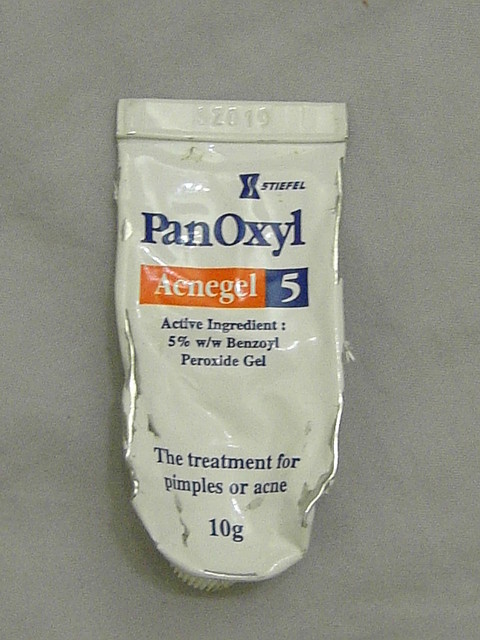 STIEFEL
PanOxyl
Acnegel 5
Active Ingredient :
5% w/w Benzoyl
Peroxide Gel
The treatment for
pimples or acne
10g